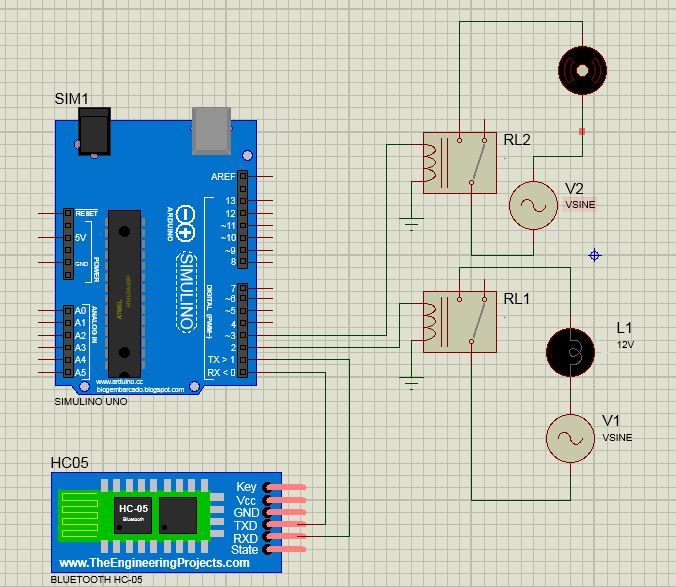 SIM1
AREF
13
12
~11
~10
~9
8
7
~6
~5
4
~3
2
TX > 1
RX < 0
RESET
5V
GND
POWER
A0
A1
A2
A3
A4
A5
ANALOG IN
ATMEL
ARDUINO
SIMULINO
DIGITAL (PWM~)
www.arduino.cc
blogembarcado.blogspot.com
SIMULINO UNO
RL2
V2
VSINE
RL1
L1
12V
V1
VSINE
HC05
HC-05
Bluetooth
Key
Vcc
GND
TXD
RXD
State
www.TheEngineeringProjects.com
BLUETOOTH HC-05